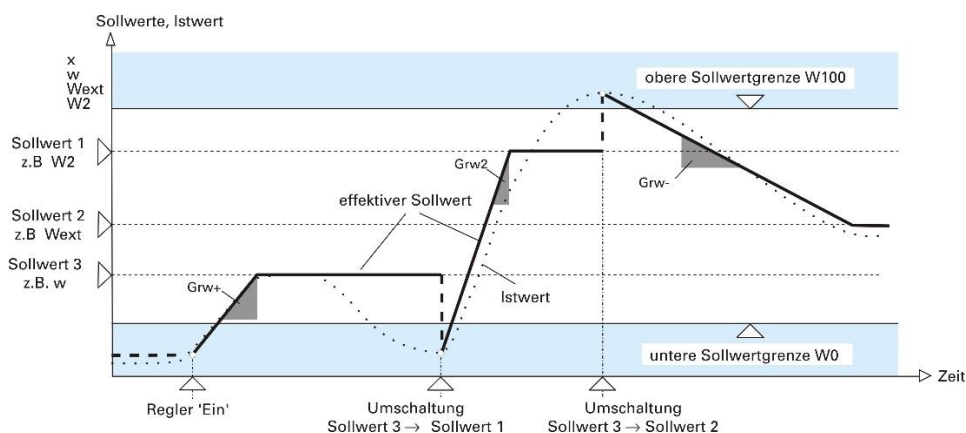 Sollwerte, Istwert
x
w
Wext
W2
obere Sollwertgrenze W100
Sollwert 1
z.B W2
Grw2
Grw-
effektiver Sollwert
Sollwert 2
z.B Wext
Sollwert 3
z.B. w
Grw+
Istwert
untere Sollwertgrenze W0
Zeit
Regler 'Ein'
Umschaltung
Sollwert 3 → Sollwert 1
Umschaltung
Sollwert 3 → Sollwert 2